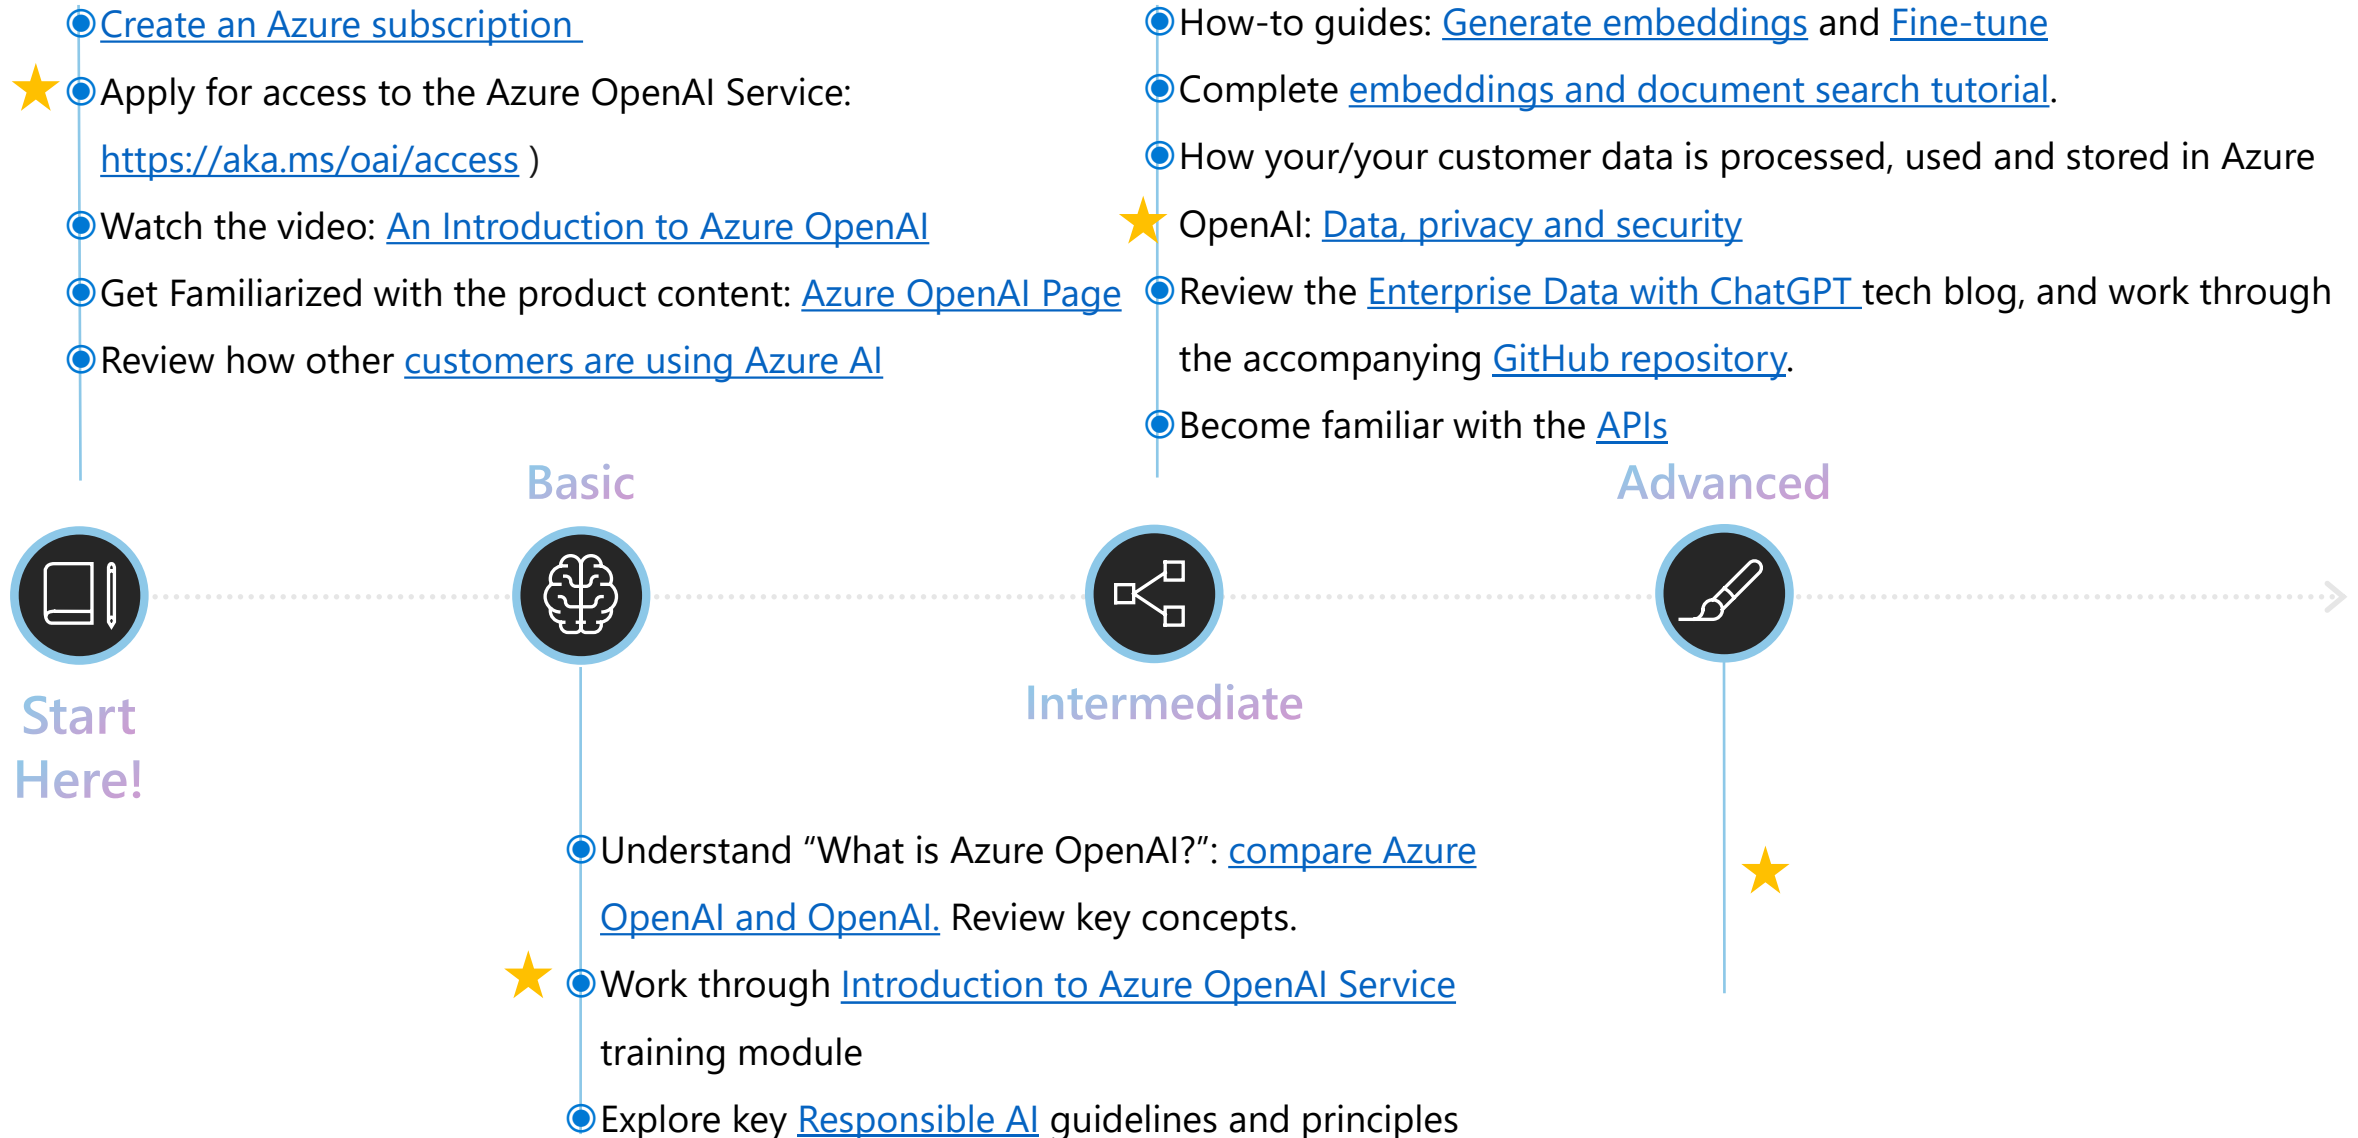 Create an Azure subscription
Apply for access to the Azure OpenAI Service:
https://aka.ms/oai/access )
Watch the video: An Introduction to Azure OpenAI
Get Familiarized with the product content: Azure OpenAI Page
Review how other customers are using Azure AI
How-to guides: Generate embeddings and Fine-tune
Complete embeddings and document search tutorial.
How your/your customer data is processed, used and stored in Azure
OpenAI: Data, privacy and security
Review the Enterprise Data with ChatGPT tech blog, and work through
the accompanying GitHub repository.
Become familiar with the APIs
Basic
Advanced
Start
Here!
Intermediate
Understand “What is Azure OpenAI?”: compare Azure
OpenAI and OpenAI. Review key concepts.
Work through Introduction to Azure OpenAI Service
training module
Explore key Responsible AI guidelines and principles